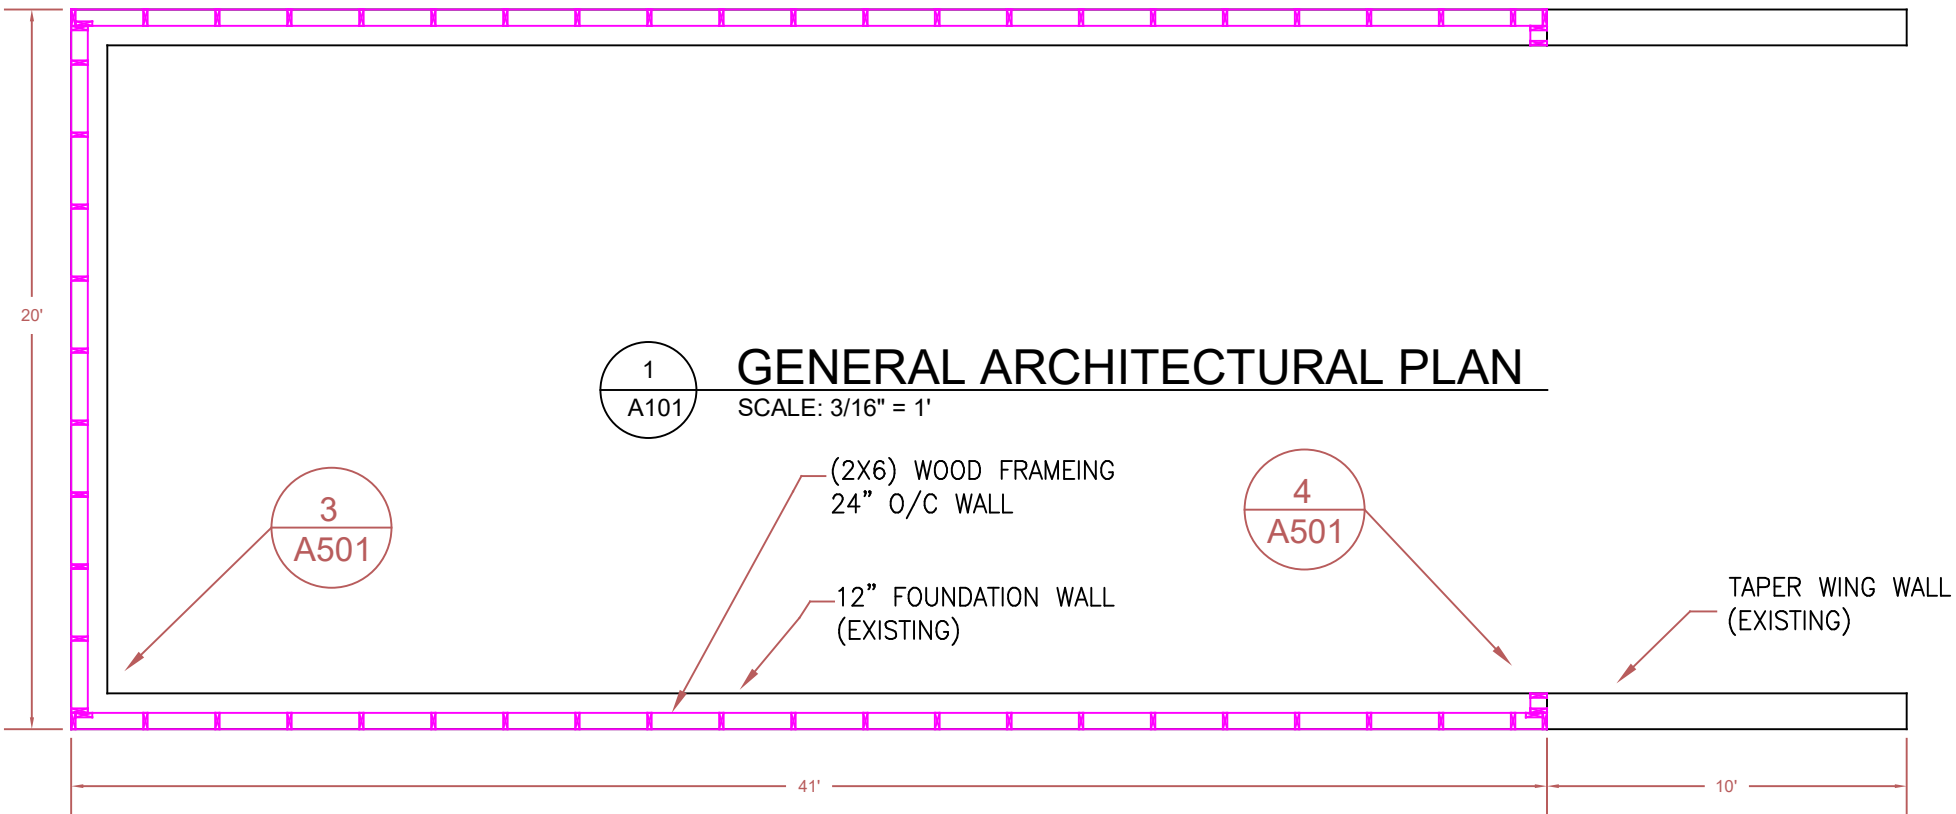 20'
1
A101
GENERAL ARCHITECTURAL PLAN
SCALE: 3/16" = 1'
(2X6) WOOD FRAMEING
24” O/C WALL
3
A501
4
A501
12” FOUNDATION WALL
(EXISTING)
TAPER WING WALL
(EXISTING)
41'
10'